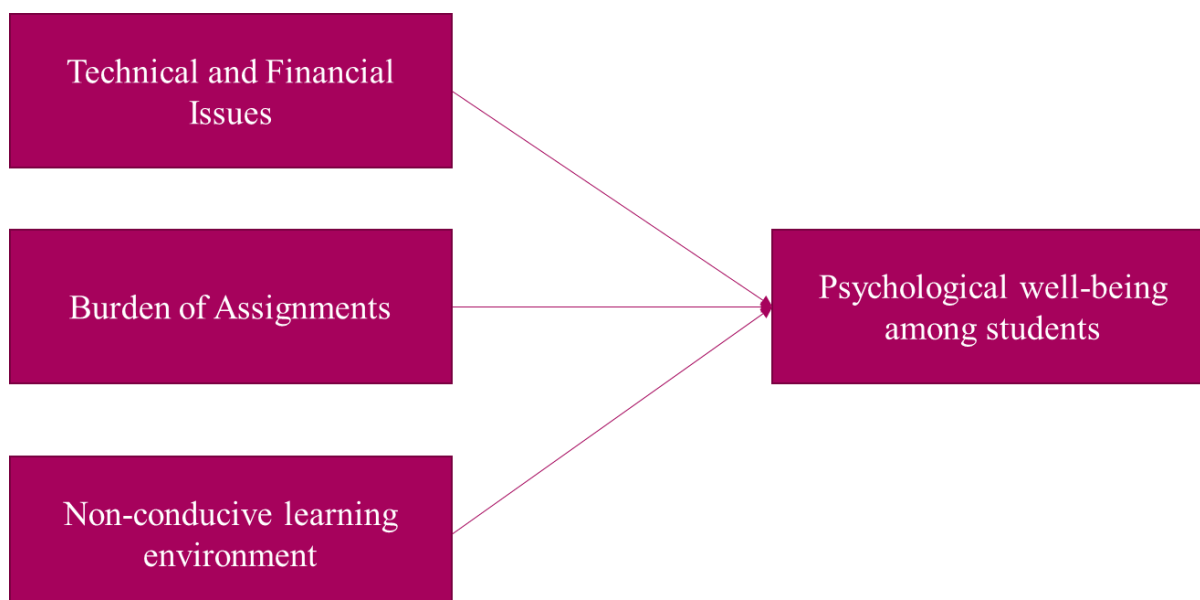 Technical and Financial
Issues
Burden of Assignments
Psychological well-being
among students
Non-conducive learning
environment